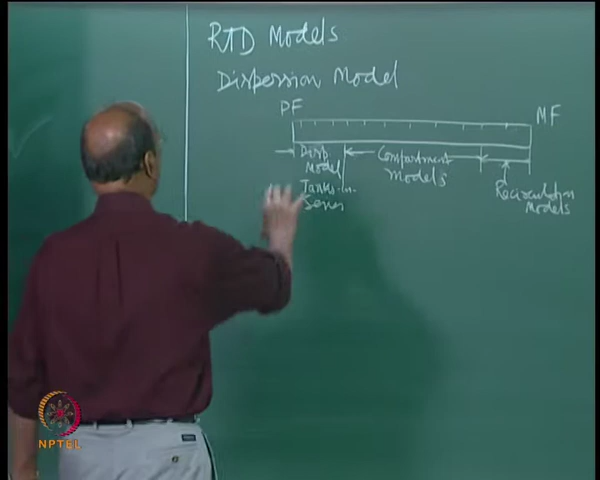 RTD Models
Dispersion Model
PF
MF
Disp
Model
Tanks-in-
Series
Compartment
Models
Recirculation
Models
NPTEL